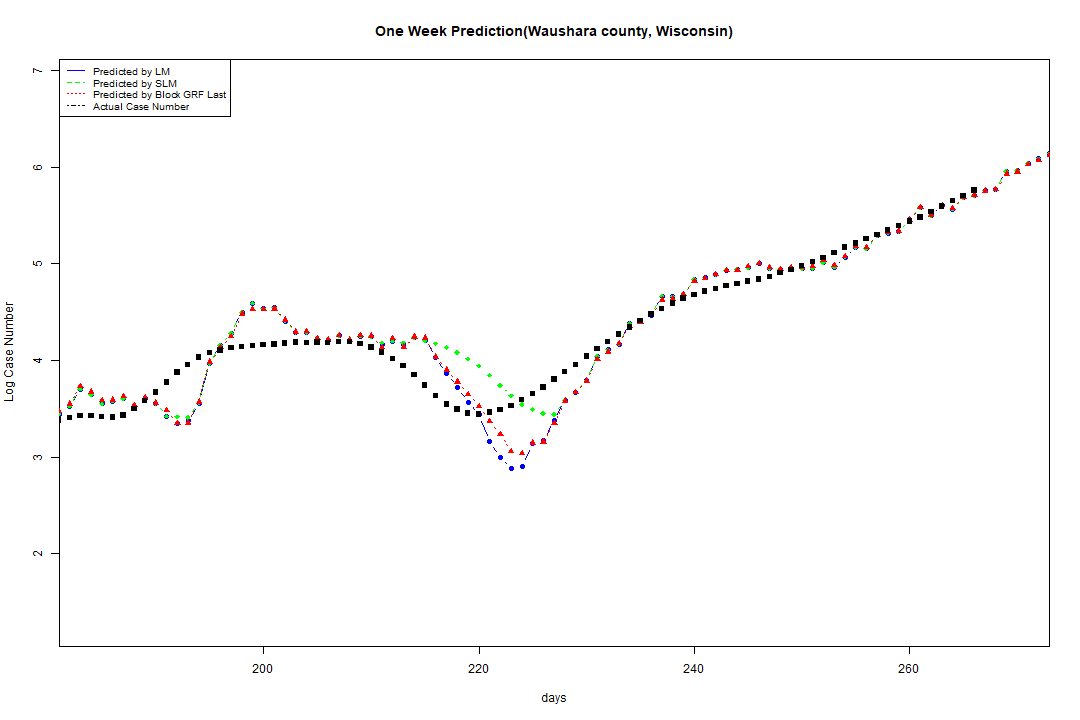 One Week Prediction(Waushara county, Wisconsin)
Predicted by LM
Predicted by SLM
Predicted by Block GRF Last
Actual Case Number
7
6
5
4
3
2
Log Case Number
200 220 240 260
days